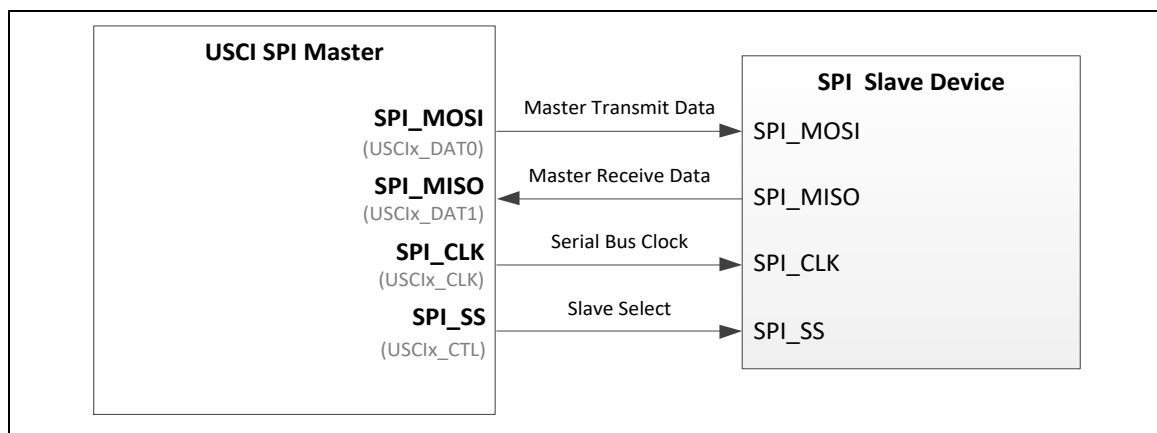 USCI SPI Master
SPI_MOSI
(USCIx_DAT0)
SPI_MISO
(USCIx_DAT1)
SPI_CLK
(USCIx_CLK)
SPI_SS
(USCIx_CTL)
Master Transmit Data
Master Receive Data
Serial Bus Clock
Slave Select
SPI  Slave Device
SPI_MOSI
SPI_MISO
SPI_CLK
SPI_SS